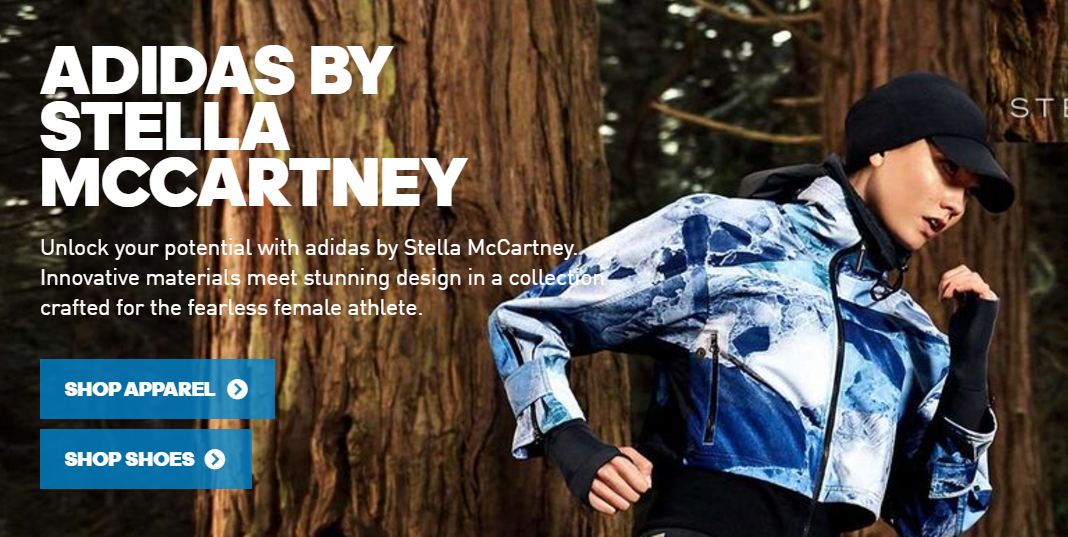 ADIDAS BY
STELLA
MCCARTNEY
Unlock your potential with adidas by Stella McCartney.
Innovative materials meet stunning design in a collection
crafted for the fearless female athlete.
SHOP APPAREL
SHOP SHOES
STE